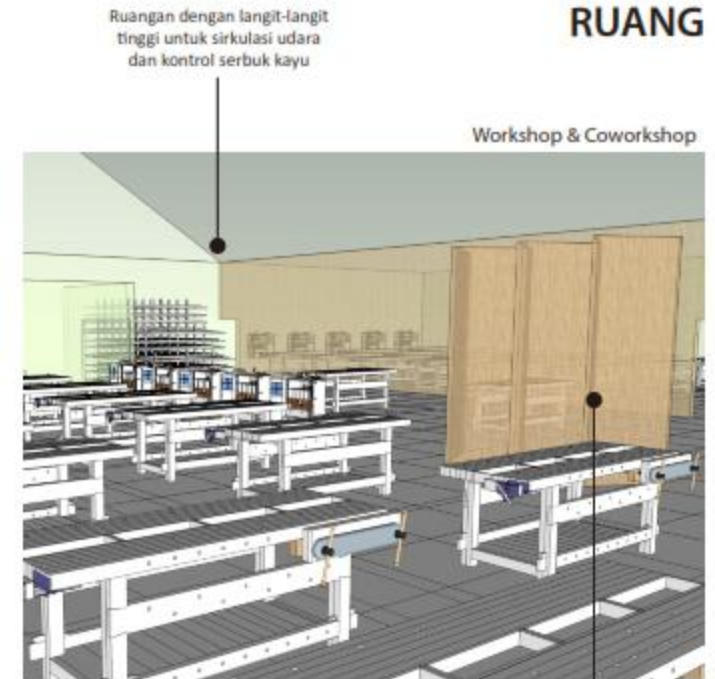 Ruangan dengan langit-langit
tinggi untuk sirkulasi udara
dan kontrol serbuk kayu
RUANG
Workshop & Coworkshop